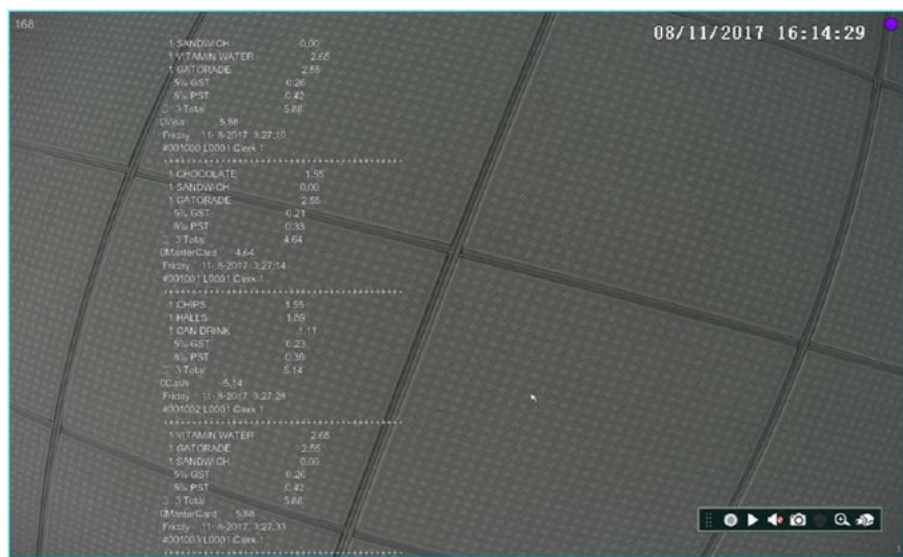 168
08/11/2017 16:14:29
1 SANDWICH 0.00
1 VITAMIN WATER 2.65
1 GATORADE 2.55
5% GST 0.26
8% PST 0.42
3 Total 5.88
0Visa 5.88
Friday 11- 8-2017 3:27:10
#001000 L0001 Clerk 1
1 CHOCOLATE 1.55
1 SANDWICH 0.00
1 GATORADE 2.55
5% GST 0.21
8% PST 0.33
3 Total 4.64
0MasterCard 4.64
Friday 11- 8-2017 3:27:14
#001001 L0001 Clerk 1
1 CHIPS 1.55
1 HALLS 1.89
1 CAN DRINK 1.11
5% GST 0.23
8% PST 0.36
3 Total 5.14
0Cash 5.14
Friday 11- 8-2017 3:27:28
#001002 L0001 Clerk 1
1 VITAMIN WATER 2.65
1 GATORADE 2.55
1 SANDWICH 0.00
5% GST 0.26
8% PST 0.42
3 Total 5.88
0MasterCard 5.88
Friday 11- 8-2017 3:27:33
#001003 L0001 Clerk 1